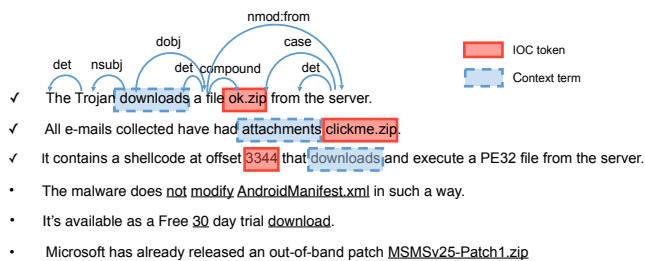 nmod:from
dobj
case
det
nsubj
det
compound
det
IOC token
Context term
✓ The Trojan downloads a file ok.zip from the server.
✓ All e-mails collected have had attachments clickme.zip.
✓ It contains a shellcode at offset 3344 that downloads and execute a PE32 file from the server.
• The malware does not modify AndroidManifest.xml in such a way.
• It's available as a Free 30 day trial download.
• Microsoft has already released an out-of-band patch MSMSv25-Patch1.zip